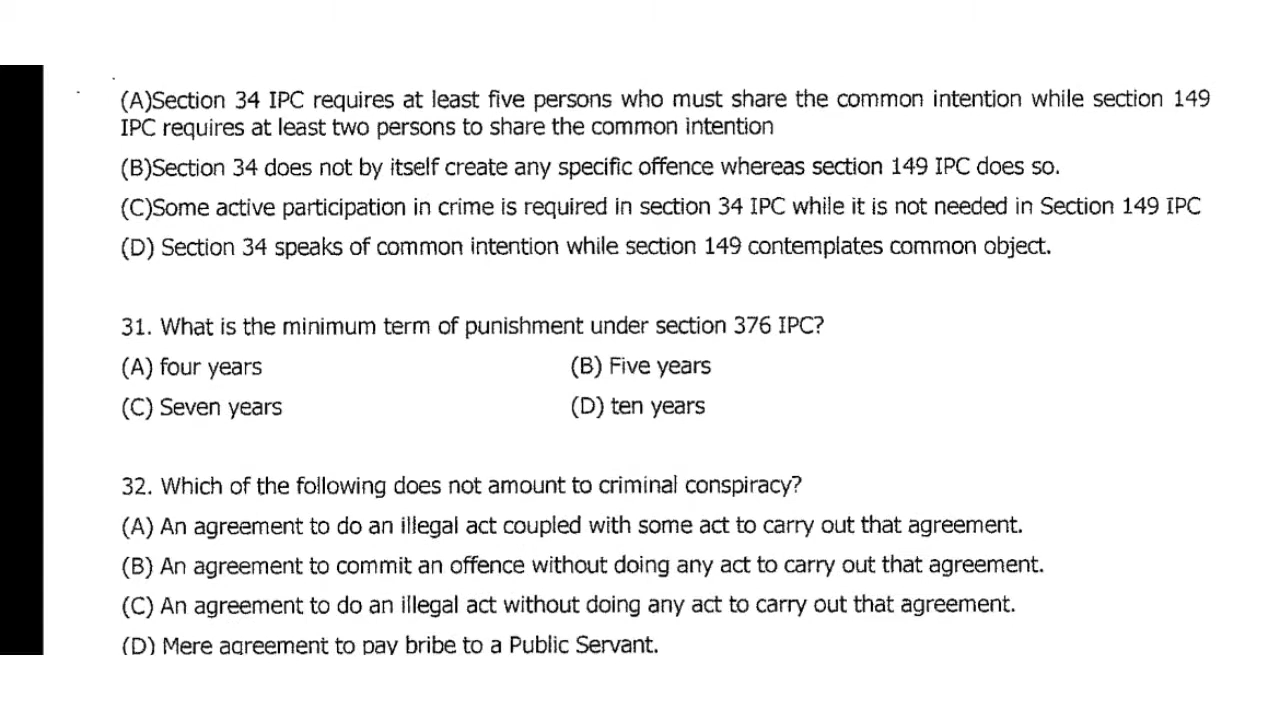 (A)Section 34 IPC requires at least five persons who must share the common intention while section 149
IPC requires at least two persons to share the common intention
(B)Section 34 does not by itself create any specific offence whereas section 149 IPC does so.
(C)Some active participation in crime is required in section 34 IPC while it is not needed in Section 149 IPC
(D) Section 34 speaks of common intention while section 149 contemplates common object.
31. What is the minimum term of punishment under section 376 IPC?
(A) four years (B) Five years
(C) Seven years (D) ten years
32. Which of the following does not amount to criminal conspiracy?
(A) An agreement to do an illegal act coupled with some act to carry out that agreement.
(B) An agreement to commit an offence without doing any act to carry out that agreement.
(C) An agreement to do an illegal act without doing any act to carry out that agreement.
(D) Mere agreement to pay bribe to a Public Servant.